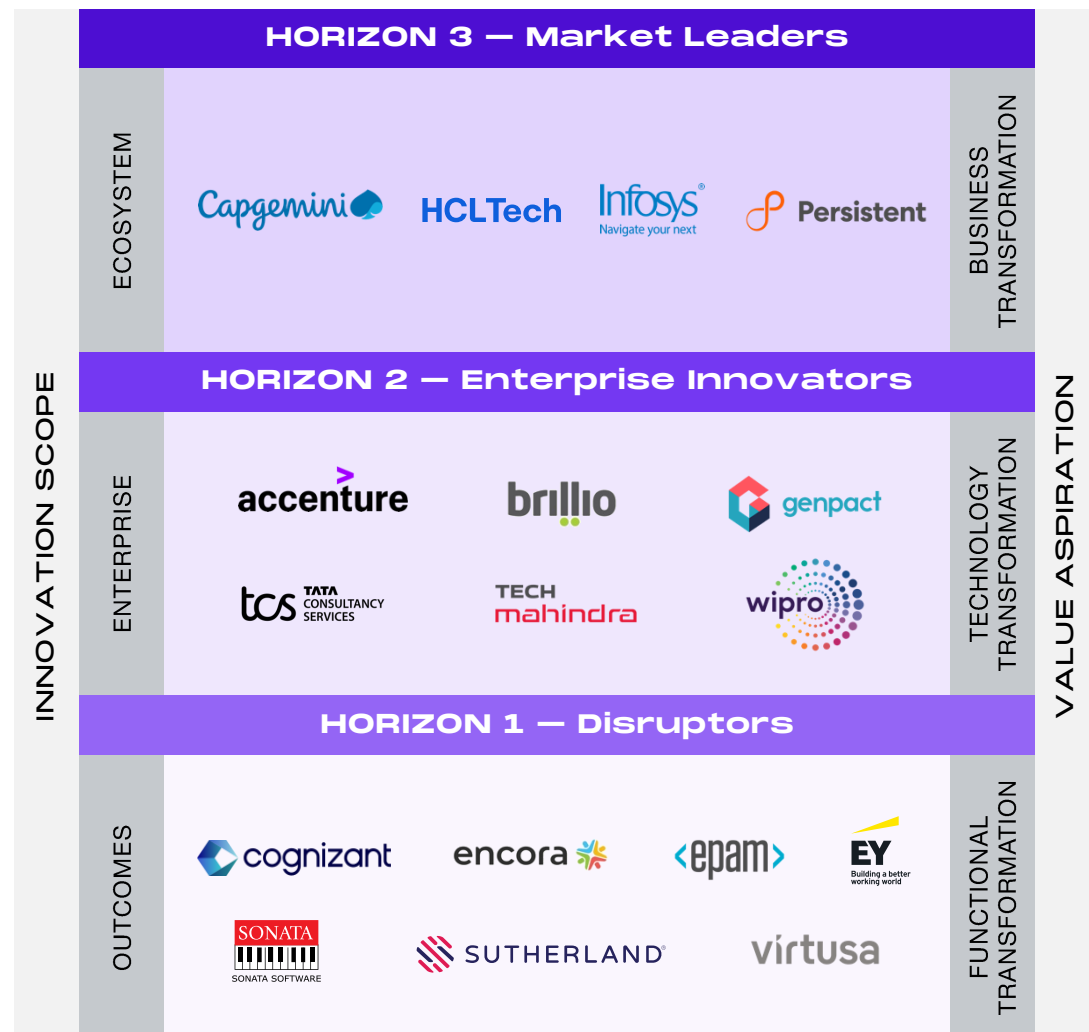 HORIZON 3 — Market Leaders
INNOVATION SCOPE
VALUE ASPIRATION
ECOSYSTEM
Capgemini
HCLTech
Infosys®
Navigate your next
Persistent
BUSINESS
TRANSFORMATION
HORIZON 2 — Enterprise Innovators
ENTERPRISE
accenture
brillio
genpact
tcs
TATA
CONSULTANCY
SERVICES
TECH
mahindra
wipro
TECHNOLOGY
TRANSFORMATION
HORIZON 1 — Disruptors
OUTCOMES
cognizant
encora
<epam>
EY
Building a better
working world
SONATA
SONATA SOFTWARE
SUTHERLAND®
virtusa
FUNCTIONAL
TRANSFORMATION